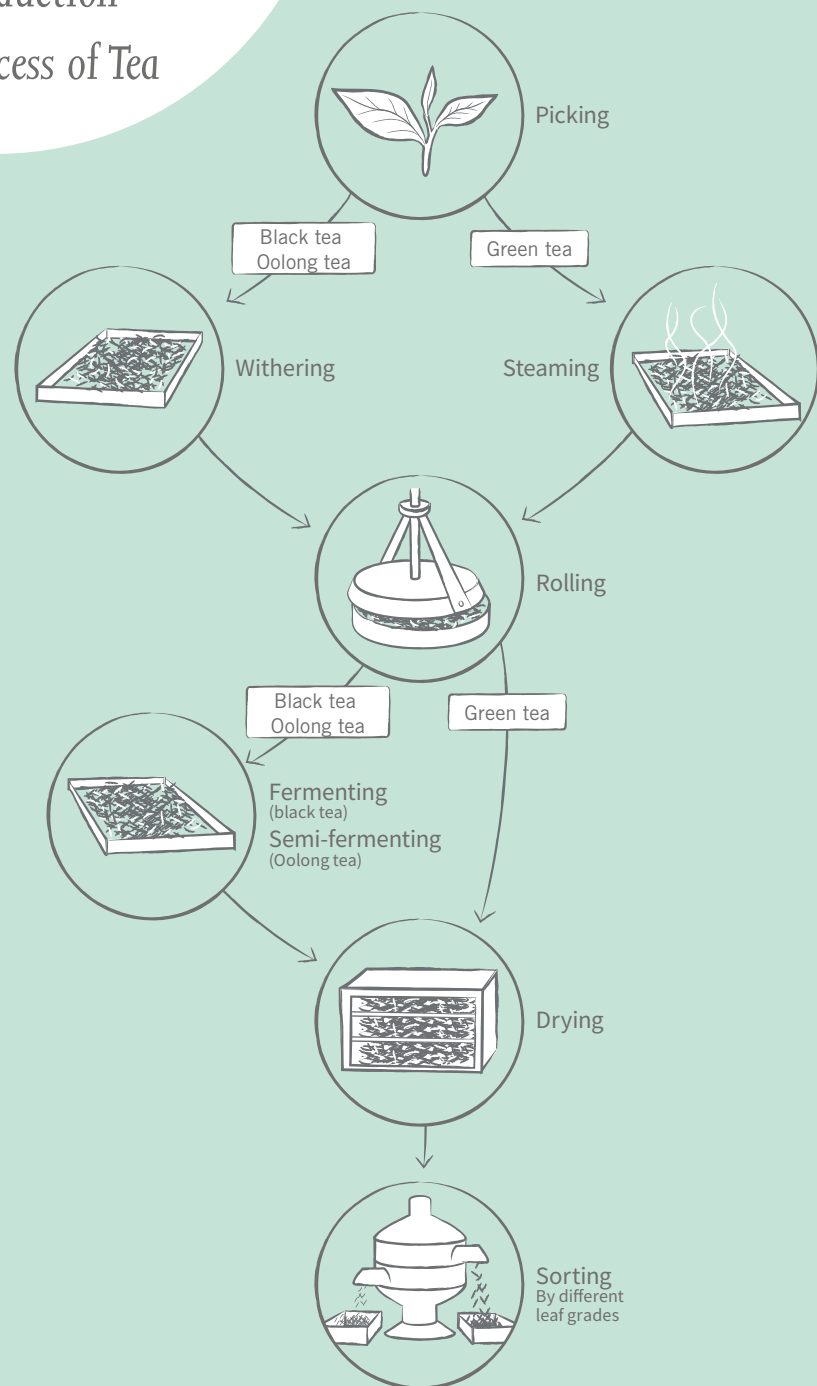 of Tea
Picking
Black tea
Oolong tea
Green tea
Withering
Steaming
Rolling
Black tea
Oolong tea
Green tea
Fermenting
(black tea)
Semi-fermenting
(Oolong tea)
Drying
Sorting
By different
leaf grades